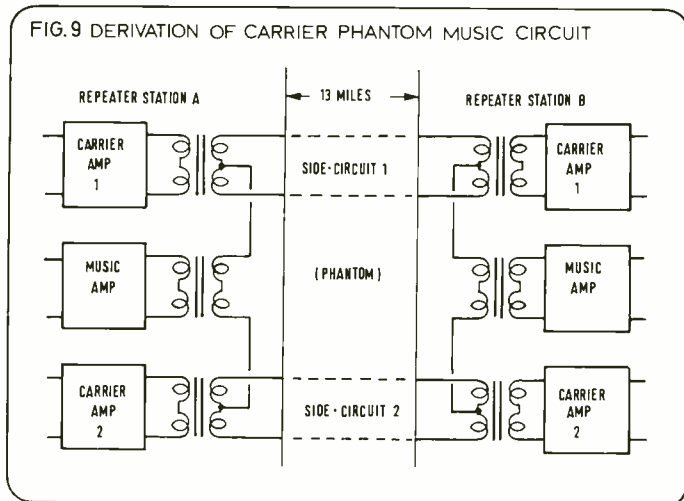 FIG.9 DERIVATION OF CARRIER PHANTOM MUSIC CIRCUIT
REPEATER STATION A
13 MILES
REPEATER STATION B
CARRIER
AMP
1
SIDE-CIRCUIT 1
CARRIER
AMP
1
MUSIC
AMP
(PHANTOM)
MUSIC
AMP
CARRIER
AMP
2
SIDE-CIRCUIT 2
CARRIER
AMP
2